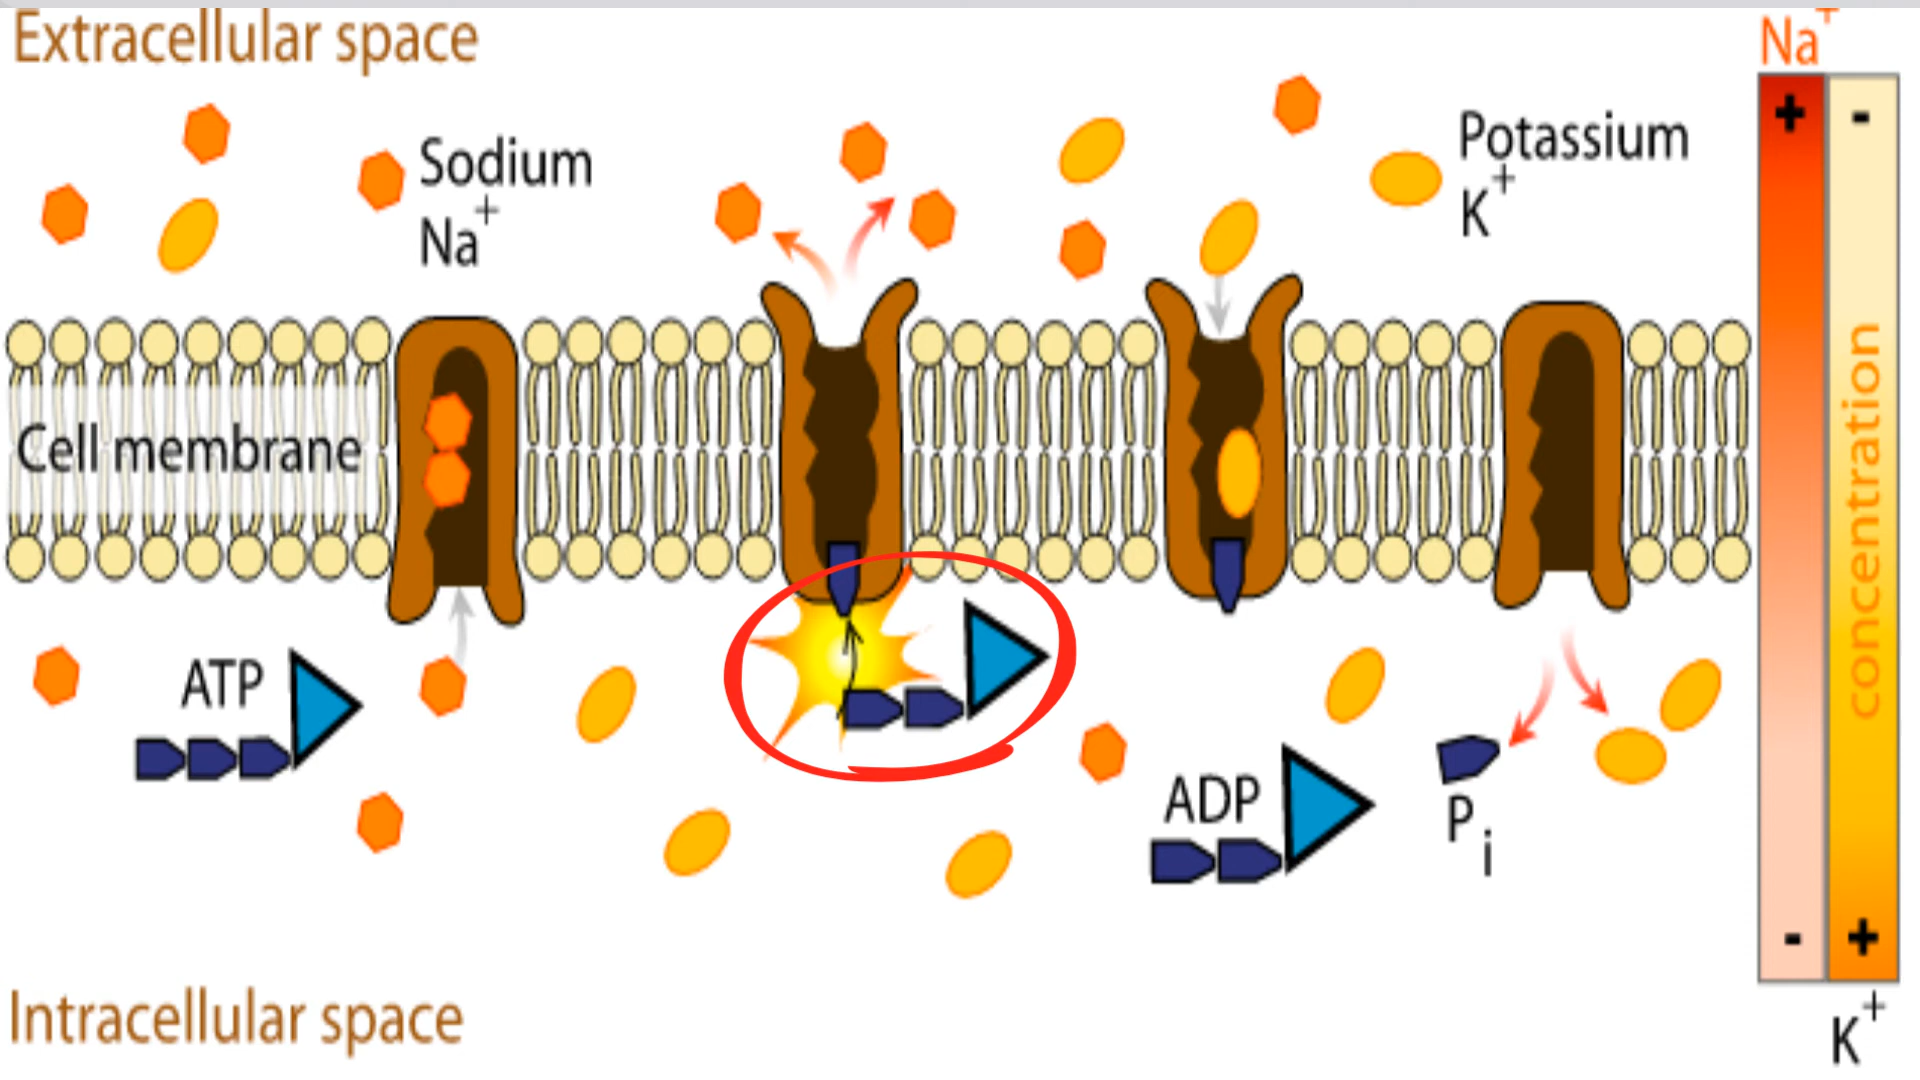 Extracellular space
Na+
+ -
Sodium
Na+
Potassium
K+
Cell membrane
concentration
ATP
ADP
Pi
- +
Intracellular space
K+